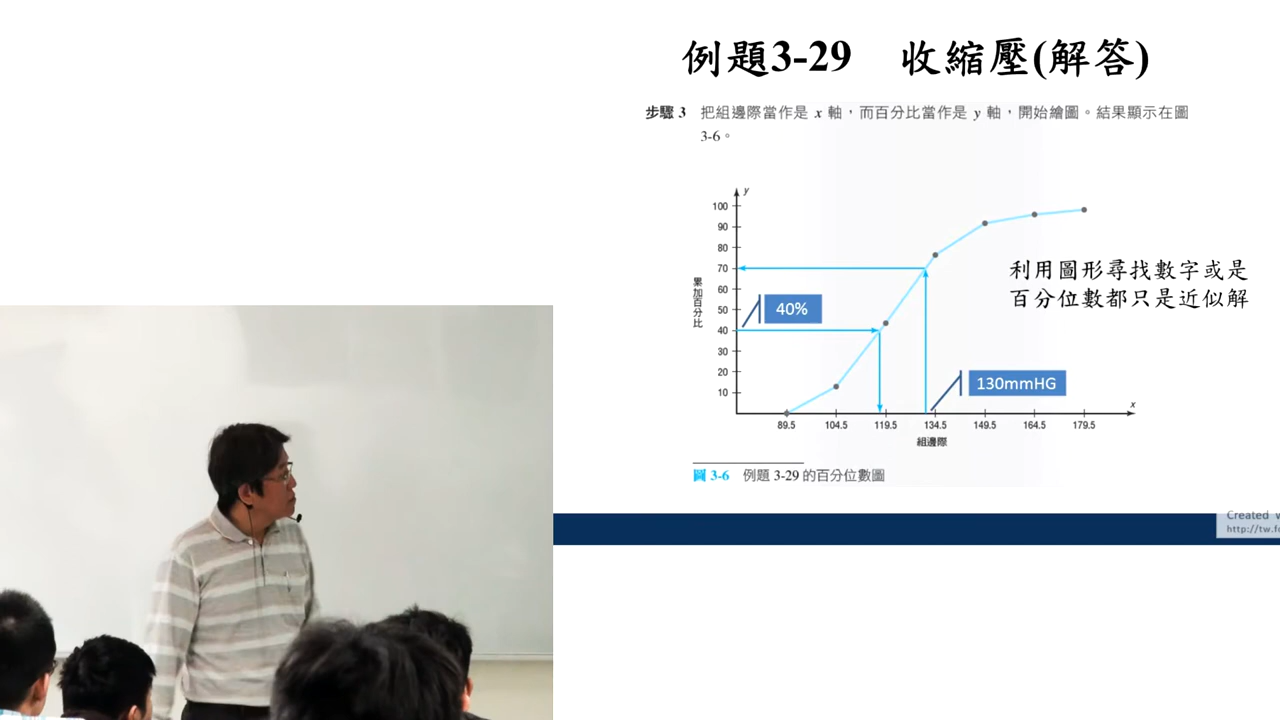 例題3-29 收縮壓(解答)
步驟 3 把組邊際當作是 x 軸，而百分比當作是 y 軸，開始繪圖。結果顯示在圖
3-6。
y
100
90
80
70
60
50
40
30
20
10
累加百分比
40%
130mmHG
利用圖形尋找數字或是
百分位數都只是近似解
x
89.5 104.5 119.5 134.5 149.5 164.5 179.5
組邊際
圖 3-6 例題 3-29 的百分位數圖
Created
http://tw.fo